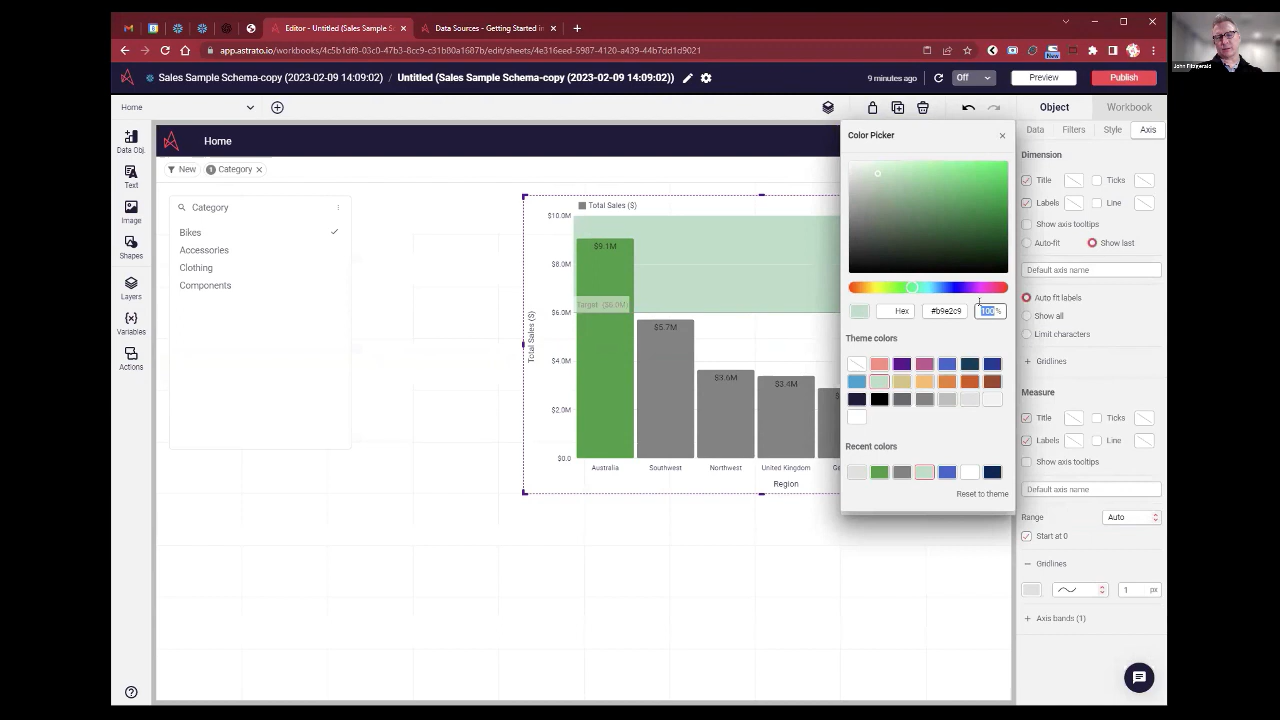 Editor - Untitled (Sales Sample S
Data Sources - Getting Started in
app.astrato.io/workbooks/4c5b1df8-03c0-47b3-8cc9-c31b80a1687b/edit/sheets/4e316eed-5987-4120-a439-44b7dd1d9021
New
John Fitzgerald
Sales Sample Schema-copy (2023-02-09 14:09:02) / Untitled (Sales Sample Schema-copy (2023-02-09 14:09:02))
9 minutes ago
Off
Preview
Publish
Home
Object
Workbook
Data Obj.
Text
Image
Shapes
Layers
Variables
Actions
Home
New
1 Category
Category
Bikes
Accessories
Clothing
Components
Total Sales ($)
$10.0M
$8.0M
$6.0M
$4.0M
$2.0M
$0.0
Total Sales ($)
Target ($6.0M)
$9.1M
$5.7M
$3.6M
$3.4M
Australia
Southwest
Northwest
United Kingdom
Region
Color Picker
Hex
#b9e2c9
100 %
Theme colors
Recent colors
Reset to theme
Data
Filters
Style
Axis
Dimension
Title
Ticks
Labels
Line
Show axis tooltips
Auto-fit
Show last
Default axis name
Auto fit labels
Show all
Limit characters
+ Gridlines
Measure
Title
Ticks
Labels
Line
Show axis tooltips
Default axis name
Range
Auto
Start at 0
— Gridlines
1 px
+ Axis bands (1)